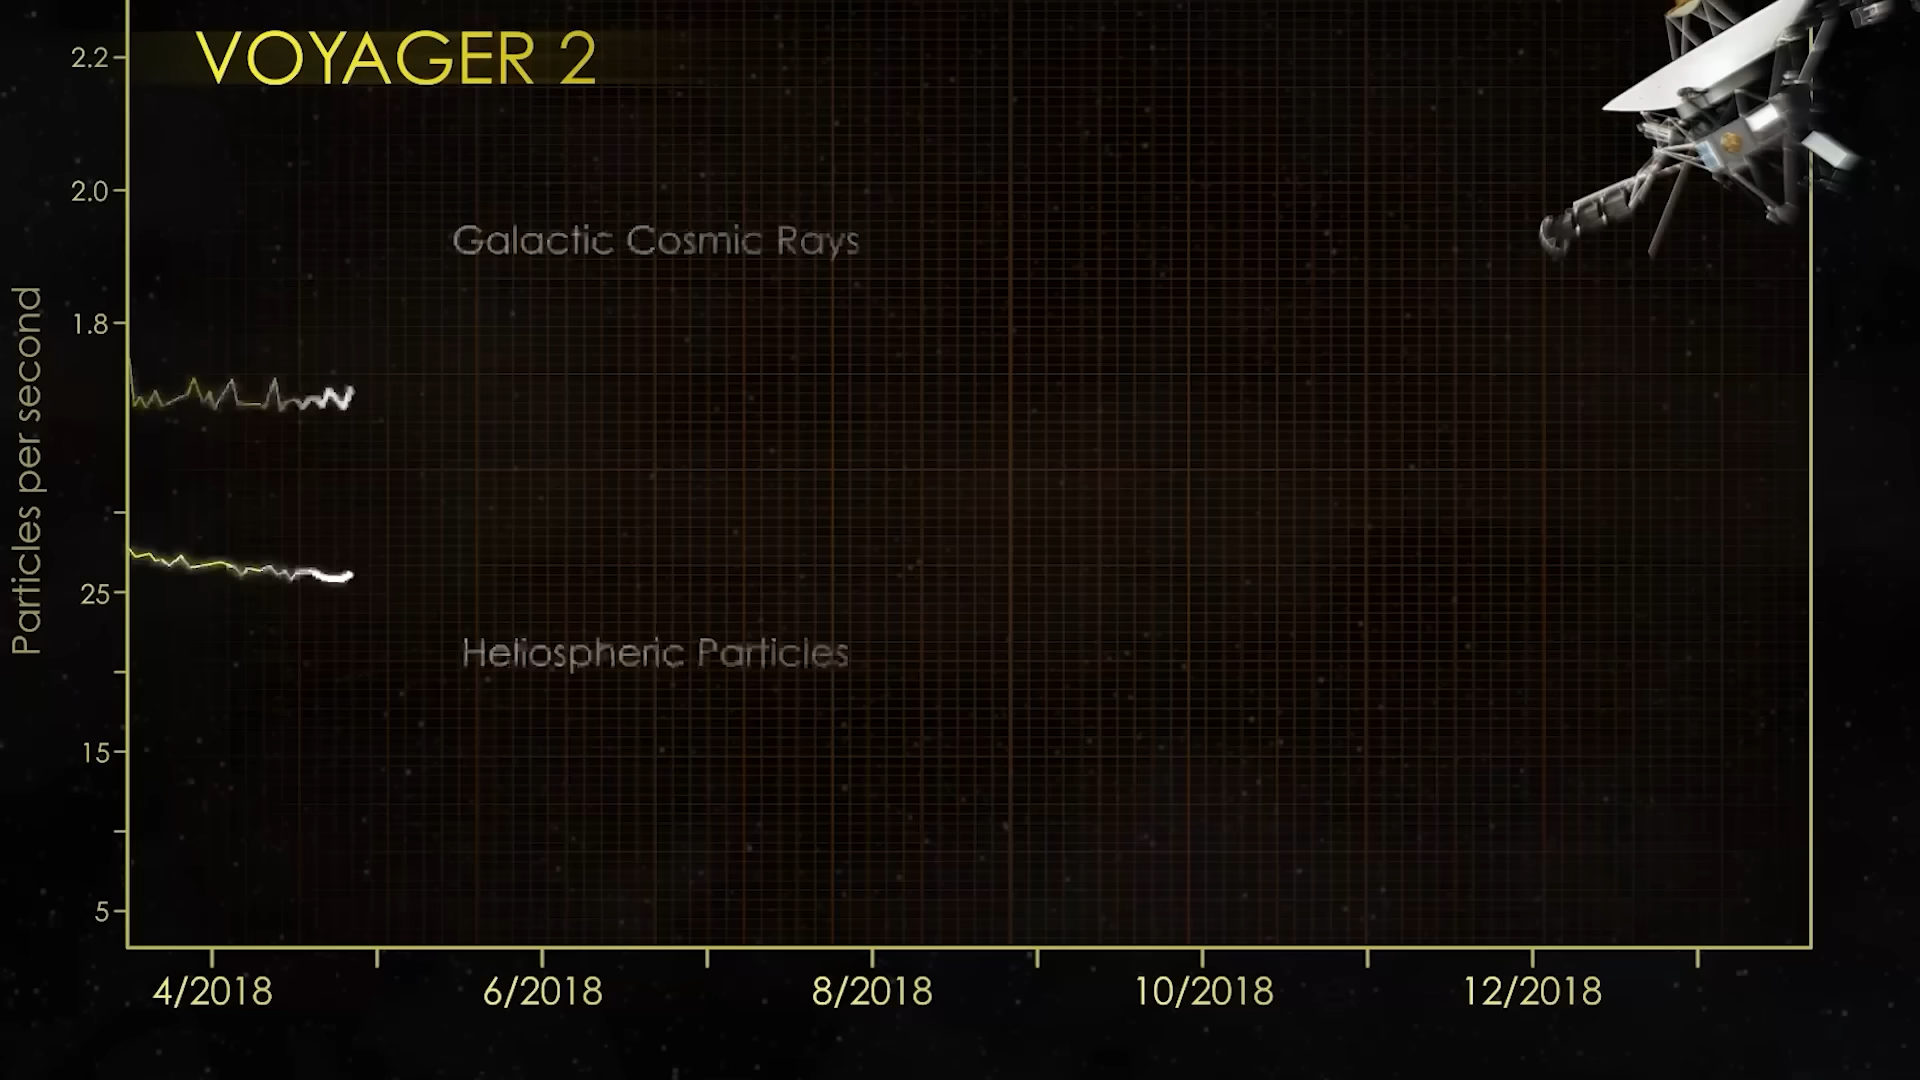 VOYAGER 2
2.2
2.0
1.8
25
15
5
Particles per second
Galactic Cosmic Rays
Heliospheric Particles
4/2018
6/2018
8/2018
10/2018
12/2018